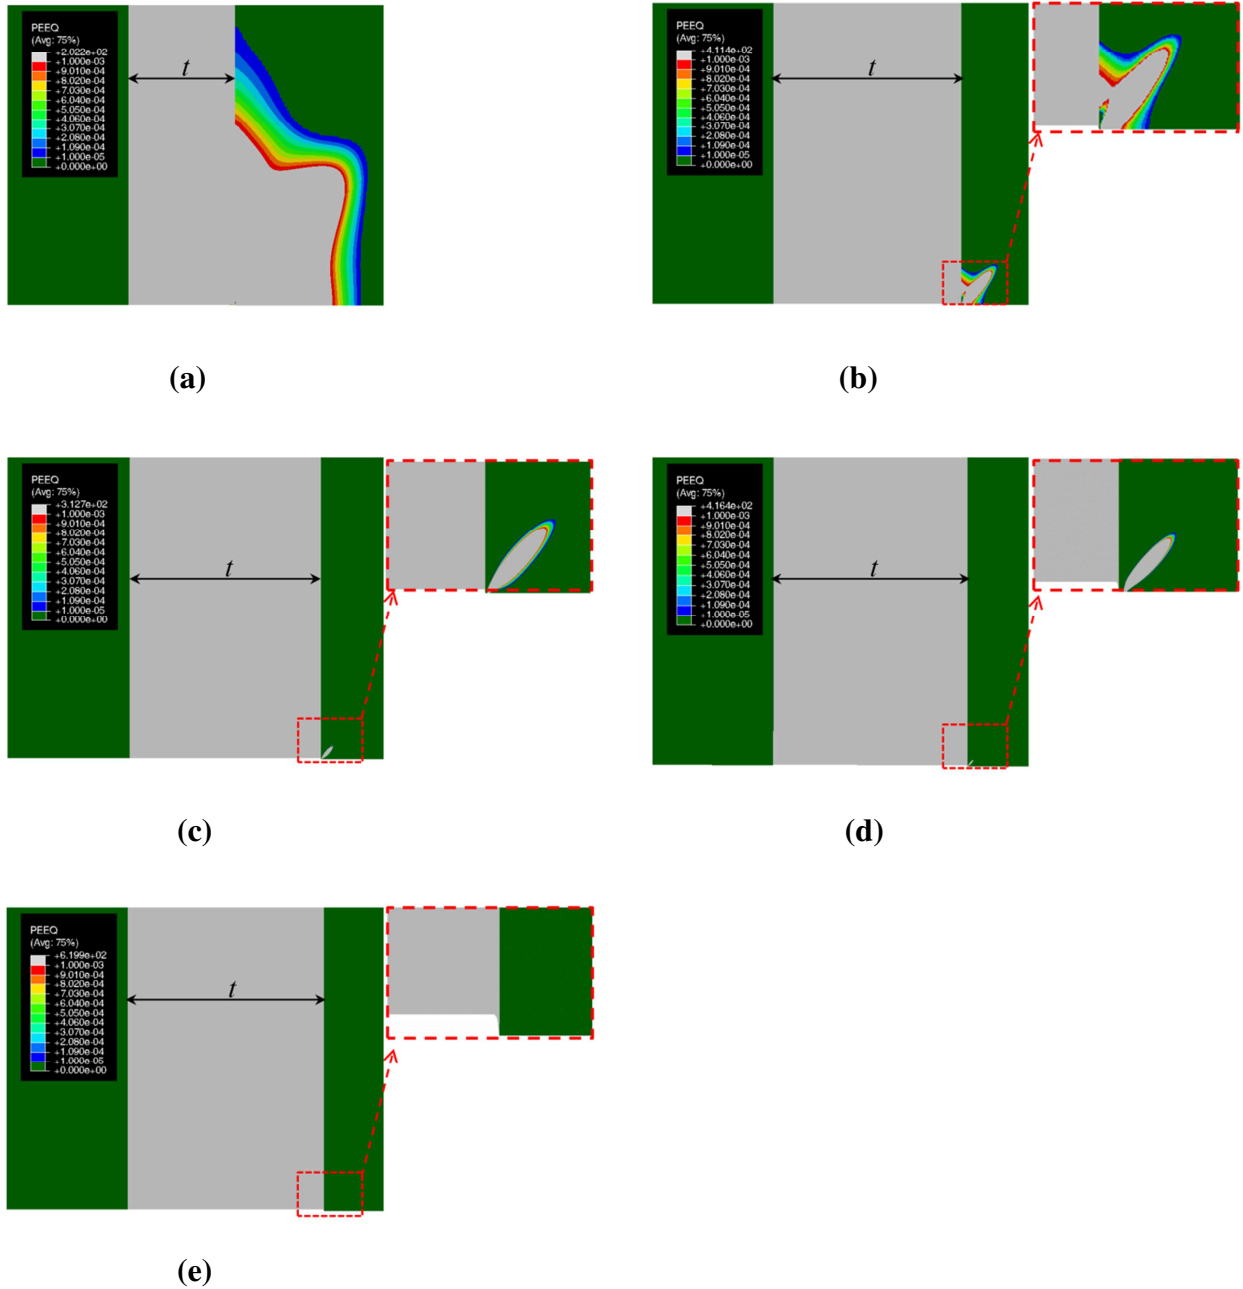 PEEQ
(Avg: 75%)
+2.022e+02
+1.000e-03
+9.010e-04
+8.020e-04
+7.030e-04
+6.040e-04
+5.050e-04
+4.060e-04
+3.070e-04
+2.080e-04
+1.090e-04
+1.000e-05
+0.000e+00
t
(a)
PEEQ
(Avg: 75%)
+4.114e+02
+1.000e-03
+9.010e-04
+8.020e-04
+7.030e-04
+6.040e-04
+5.050e-04
+4.060e-04
+3.070e-04
+2.080e-04
+1.090e-04
+1.000e-05
+0.000e+00
t
(b)
PEEQ
(Avg: 75%)
+3.127e+02
+1.000e-03
+9.010e-04
+8.020e-04
+7.030e-04
+6.040e-04
+5.050e-04
+4.060e-04
+3.070e-04
+2.080e-04
+1.090e-04
+1.000e-05
+0.000e+00
t
(c)
PEEQ
(Avg: 75%)
+4.164e+02
+1.000e-03
+9.010e-04
+8.020e-04
+7.030e-04
+6.040e-04
+5.050e-04
+4.060e-04
+3.070e-04
+2.080e-04
+1.090e-04
+1.000e-05
+0.000e+00
t
(d)
PEEQ
(Avg: 75%)
+6.199e+02
+1.000e-03
+9.010e-04
+8.020e-04
+7.030e-04
+6.040e-04
+5.050e-04
+4.060e-04
+3.070e-04
+2.080e-04
+1.090e-04
+1.000e-05
+0.000e+00
t
(e)